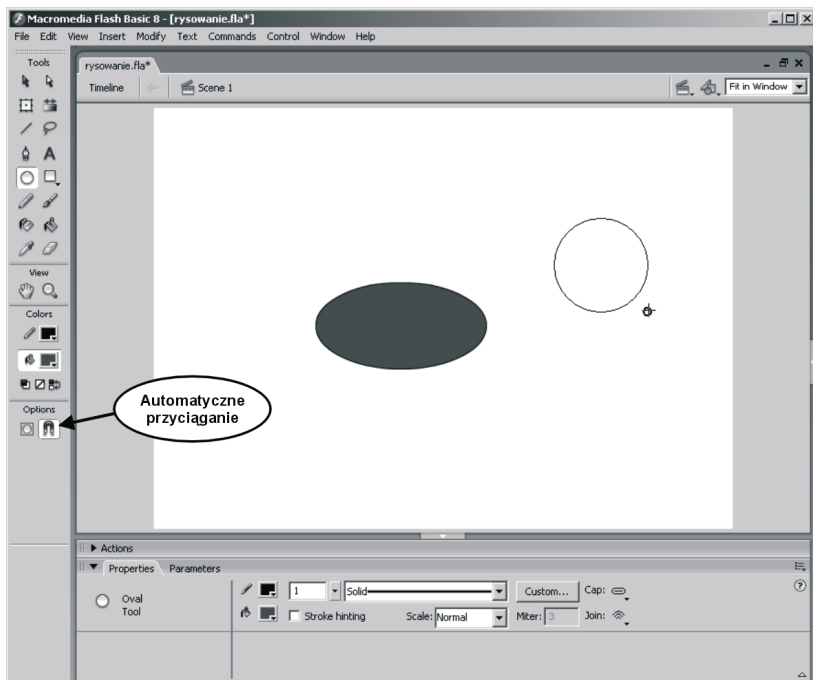 Macromedia Flash Basic 8 - [rysowanie.fla*]
File Edit View Insert Modify Text Commands Control Window Help
Tools
rysowanie.fla*
Timeline Scene 1 Fit in Window
A
View
Colors
Options
Automatyczne
przyciąganie
Actions
Properties Parameters
Oval
Tool
1 Solid Custom... Cap:
Stroke hinting Scale: Normal Miter: 3 Join:
?